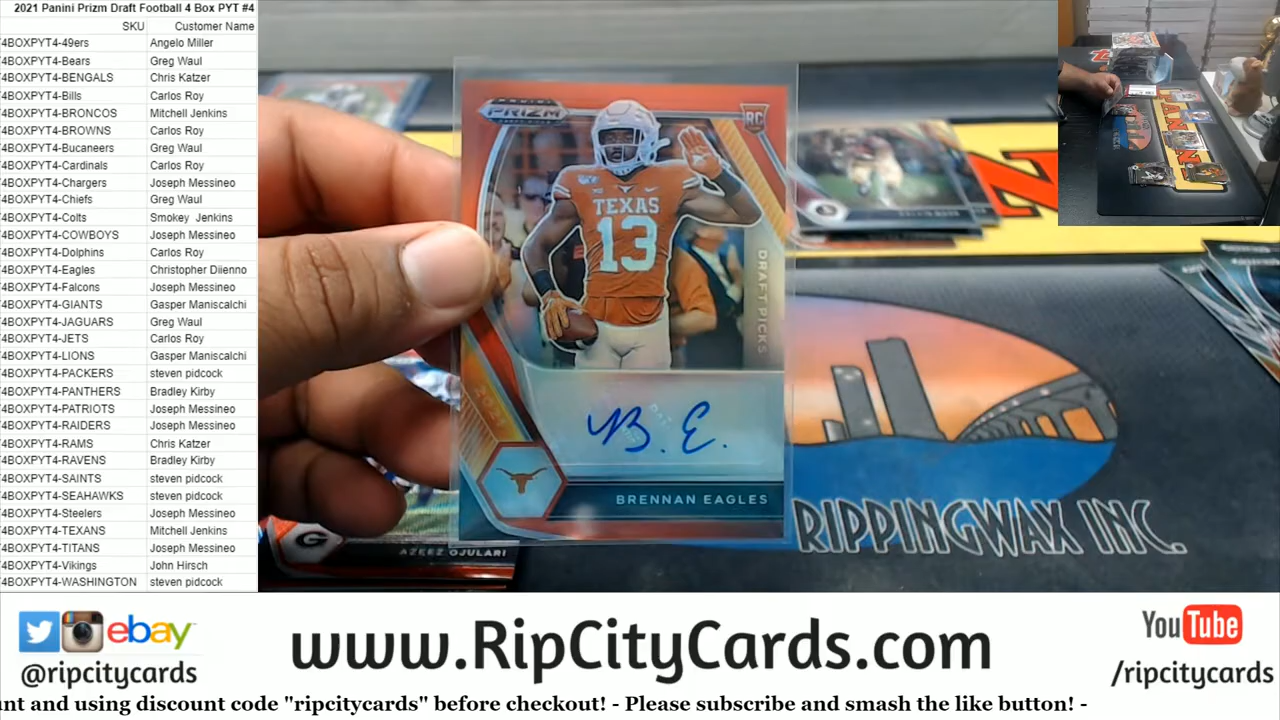 2021 Panini Prizm Draft Football 4 Box PYT #4
SKU Customer Name
4BOXPYT4-49ers Angelo Miller
4BOXPYT4-Bears Greg Waul
4BOXPYT4-BENGALS Chris Katzer
4BOXPYT4-Bills Carlos Roy
4BOXPYT4-BRONCOS Mitchell Jenkins
4BOXPYT4-BROWNS Carlos Roy
4BOXPYT4-Bucaneers Greg Waul
4BOXPYT4-Cardinals Carlos Roy
4BOXPYT4-Chargers Joseph Messineo
4BOXPYT4-Chiefs Greg Waul
4BOXPYT4-Colts Smokey Jenkins
4BOXPYT4-COWBOYS Joseph Messineo
4BOXPYT4-Dolphins Carlos Roy
4BOXPYT4-Eagles Christopher Diienno
4BOXPYT4-Falcons Joseph Messineo
4BOXPYT4-GIANTS Gasper Maniscalchi
4BOXPYT4-JAGUARS Greg Waul
4BOXPYT4-JETS Carlos Roy
4BOXPYT4-LIONS Gasper Maniscalchi
4BOXPYT4-PACKERS steven pidcock
4BOXPYT4-PANTHERS Bradley Kirby
4BOXPYT4-PATRIOTS Joseph Messineo
4BOXPYT4-RAIDERS Joseph Messineo
4BOXPYT4-RAMS Chris Katzer
4BOXPYT4-RAVENS Bradley Kirby
4BOXPYT4-SAINTS steven pidcock
4BOXPYT4-SEAHAWKS steven pidcock
4BOXPYT4-Steelers Joseph Messineo
4BOXPYT4-TEXANS Mitchell Jenkins
4BOXPYT4-TITANS Joseph Messineo
4BOXPYT4-Vikings John Hirsch
4BOXPYT4-WASHINGTON steven pidcock
PANINI
PRIZM
RC
TEXAS
13
DRAFT PICKS
B. E.
BRENNAN EAGLES
G
AZEEZ OJULARI
RIPPINGWAX INC.
ebay
@ripcitycards
www.RipCityCards.com
YouTube
/ripcitycards
nt and using discount code "ripcitycards" before checkout! - Please subscribe and smash the like button! -